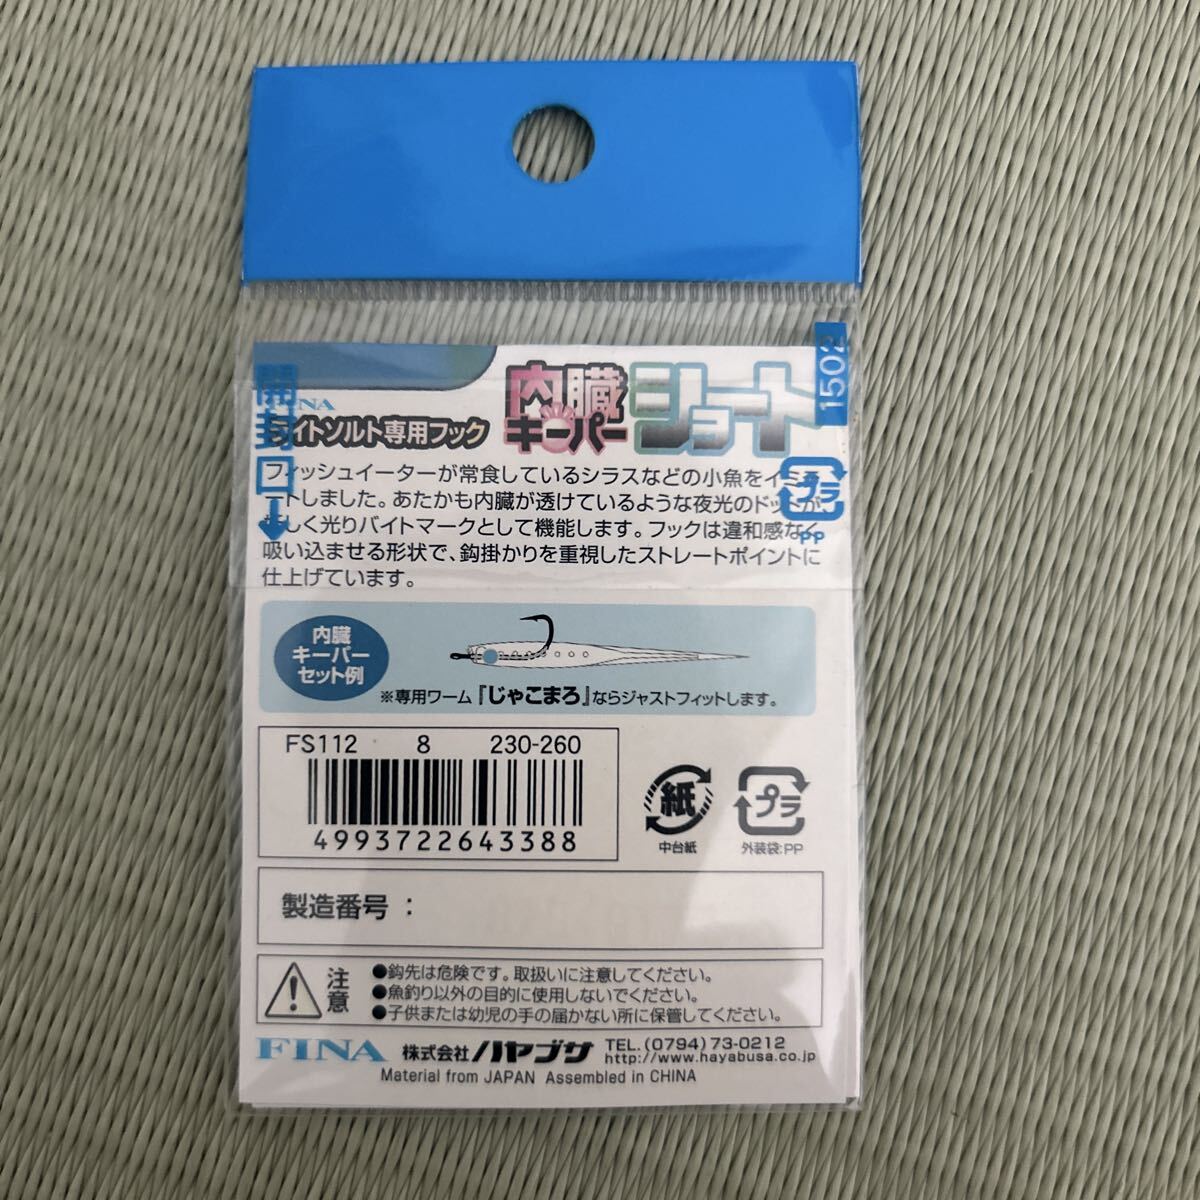 1502
開封口
FINA
ライトソルト専用フック
内臓キーパー ショート
プラ
PP
フィッシュイーターが常食しているシラスなどの小魚をイミ
ートしました。あたかも内臓が透けているような夜光のドットが、
しく光りバイトマークとして機能します。フックは違和感なく
吸い込ませる形状で、鈎掛かりを重視したストレートポイントに
仕上げています。
内臓
キーパー
セット例
※専用ワーム『じゃこまろ』ならジャストフィットします。
FS112 8 230-260
4993722643388
紙
中台紙
プラ
外装袋:PP
製造番号：
注意
●鈎先は危険です。取扱いに注意してください。
●魚釣り以外の目的に使用しないでください。
●子供または幼児の手の届かない所に保管してください。
FINA 株式会社ハヤブサ TEL.(0794)73-0212
http://www.hayabusa.co.jp
Material from JAPAN Assembled in CHINA